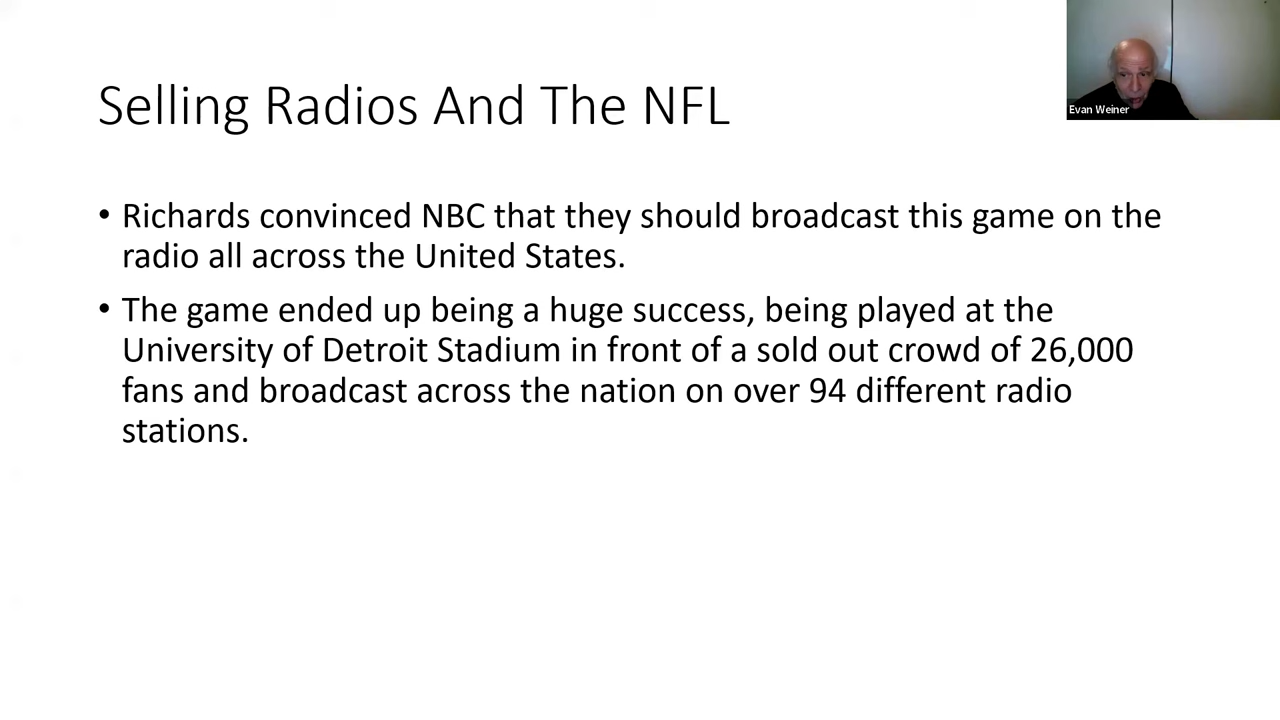 Selling Radios And The NFL
Evan Weiner
• Richards convinced NBC that they should broadcast this game on the
radio all across the United States.
• The game ended up being a huge success, being played at the
University of Detroit Stadium in front of a sold out crowd of 26,000
fans and broadcast across the nation on over 94 different radio
stations.